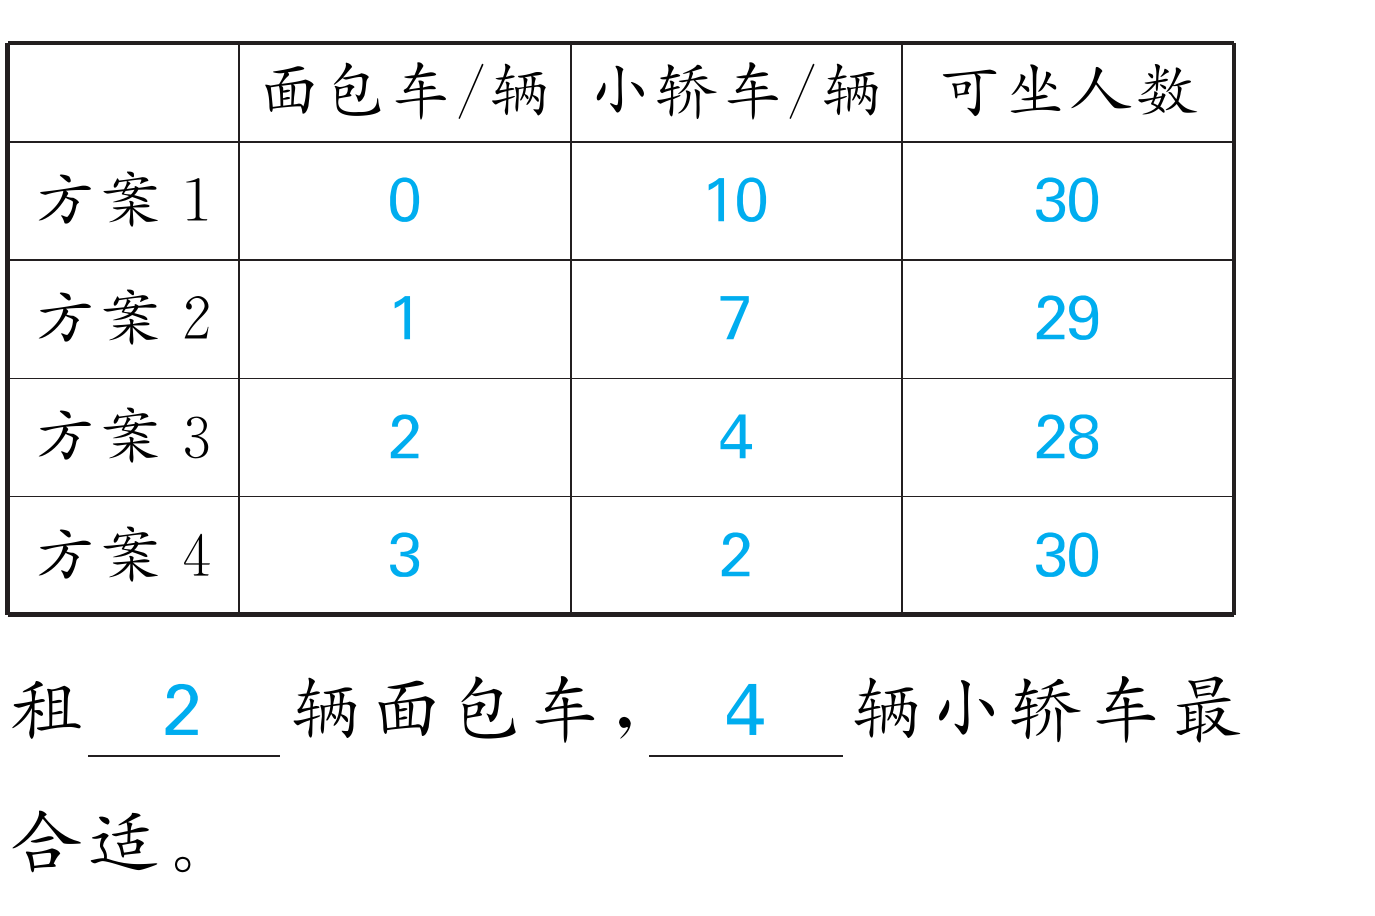 面包车/辆 小轿车/辆 可坐人数
方案1 0 10 30
方案2 1 7 29
方案3 2 4 28
方案4 3 2 30
租 2 辆面包车，4 辆小轿车最
合适。